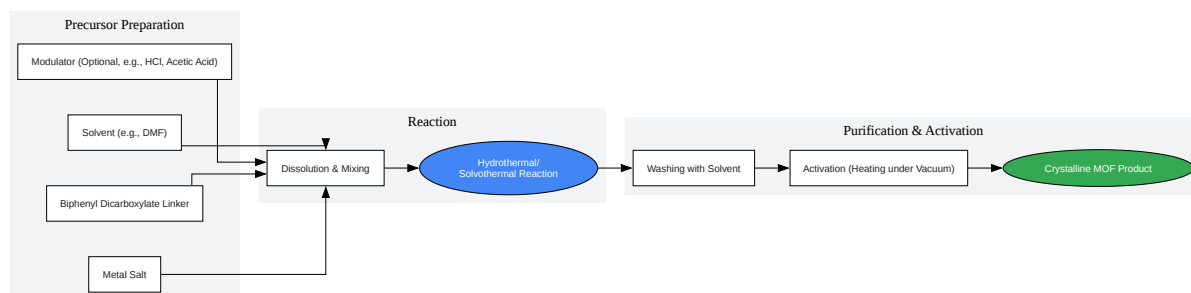 Precursor Preparation
Modulator (Optional, e.g., HCl, Acetic Acid)
Solvent (e.g., DMF)
Biphenyl Dicarboxylate Linker
Metal Salt
Reaction
Dissolution & Mixing
Hydrothermal/
Solvothermal Reaction
Purification & Activation
Washing with Solvent
Activation (Heating under Vacuum)
Crystalline MOF Product